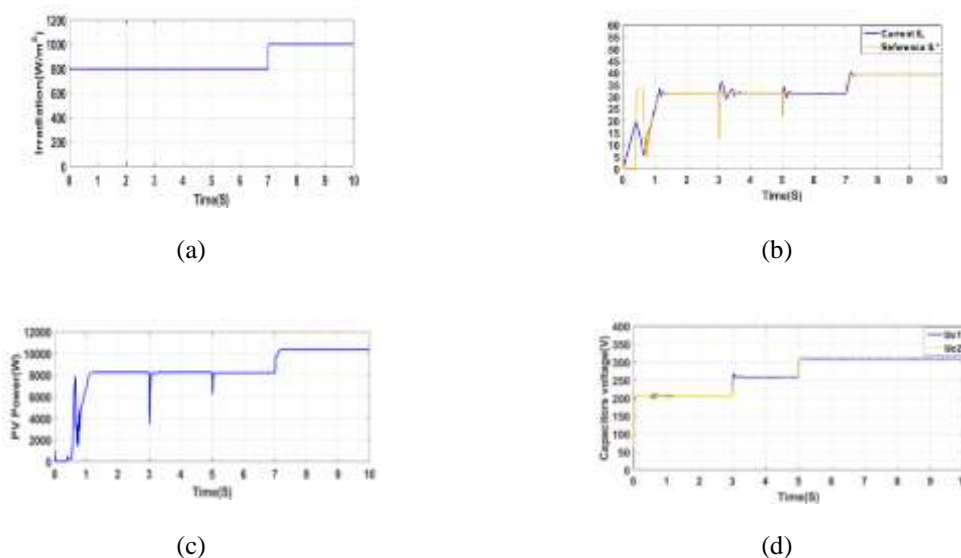 1200
1000
800
600
400
200
0
Irradiation(W/m²)
0 1 2 3 4 5 6 7 8 9 10
Time(S)
(a)
60
55
50
45
40
35
30
25
20
15
10
5
0
Current IL
Reference IL*
0 1 2 3 4 5 6 7 8 9 10
Time(S)
(b)
12000
10000
8000
6000
4000
2000
0
PV Power(W)
0 1 2 3 4 5 6 7 8 9 10
Time(S)
(c)
400
350
300
250
200
150
100
50
0
Capacitors voltage(V)
Uc1
Uc2
0 1 2 3 4 5 6 7 8 9
Time(S)
(d)